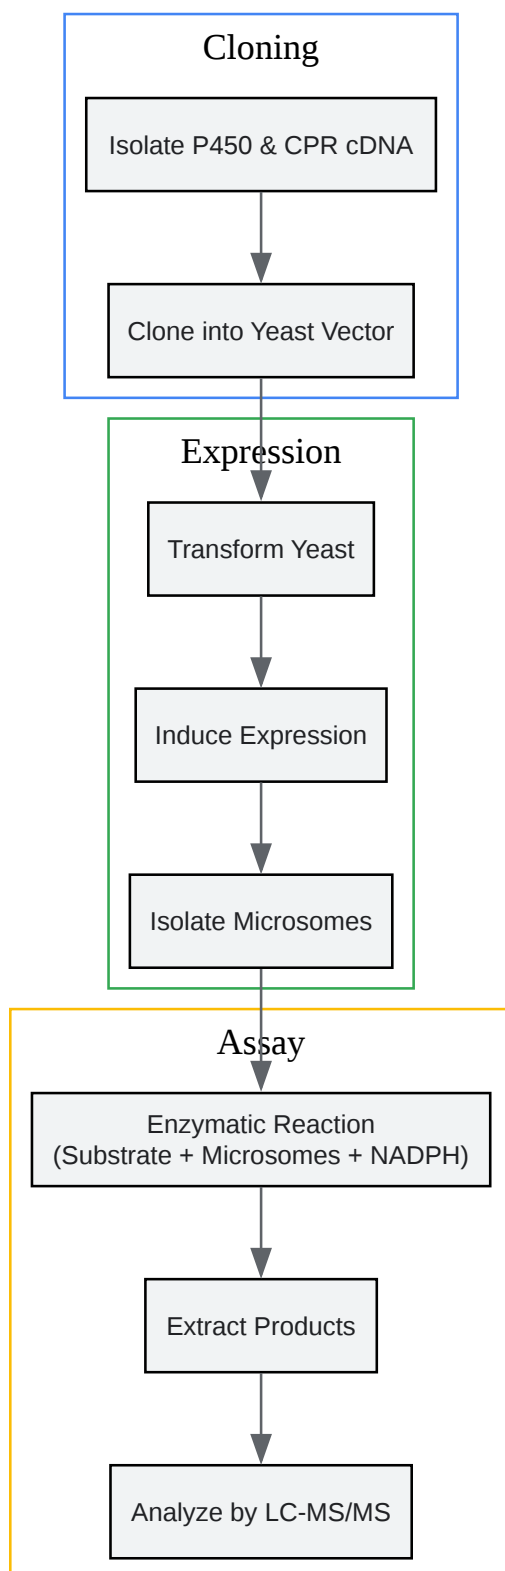 Cloning
Isolate P450 & CPR cDNA
Clone into Yeast Vector
Expression
Transform Yeast
Induce Expression
Isolate Microsomes
Assay
Enzymatic Reaction
(Substrate + Microsomes + NADPH)
Extract Products
Analyze by LC-MS/MS